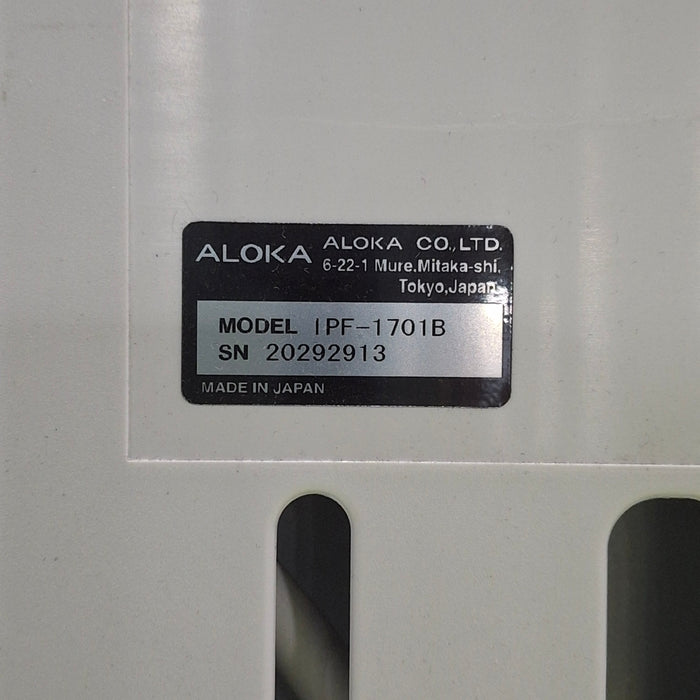 ALOKA
ALOKA CO.,LTD.
6-22-1 Mure.Mitaka-shi,
Tokyo,Japan.
MODEL IPF-1701B
SN 20292913
MADE IN JAPAN